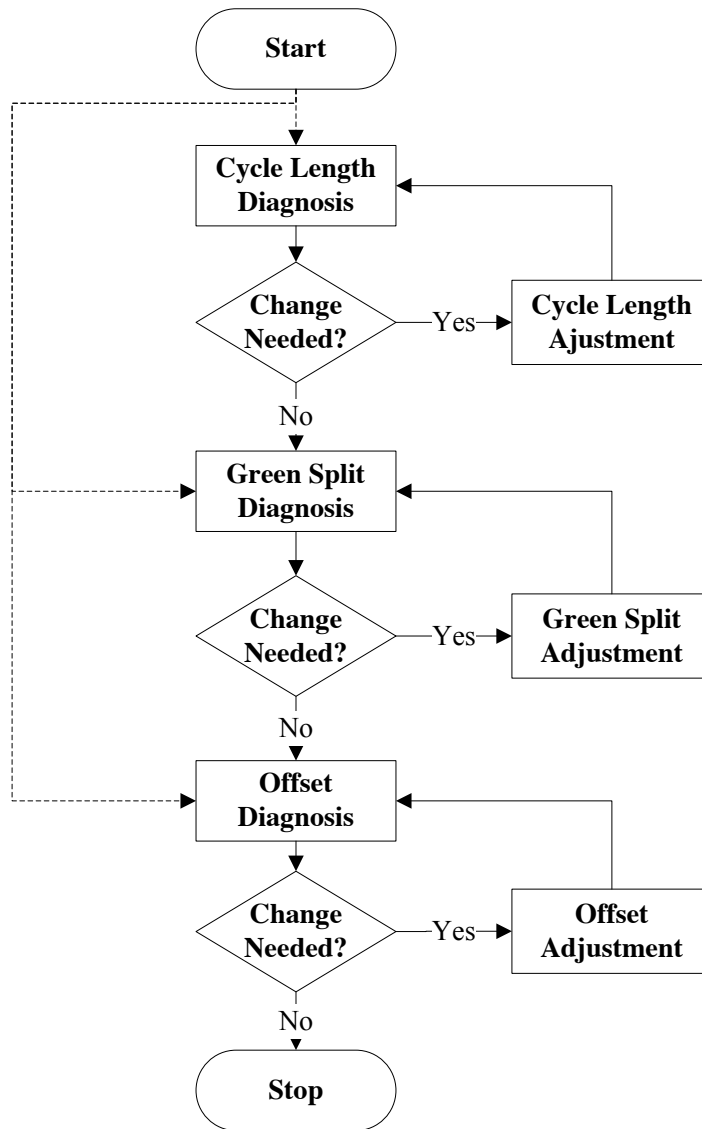 Start
Cycle Length
Diagnosis
Change
Needed?
Yes
Cycle Length
Ajustment
No
Green Split
Diagnosis
Change
Needed?
Yes
Green Split
Adjustment
No
Offset
Diagnosis
Change
Needed?
Yes
Offset
Adjustment
No
Stop